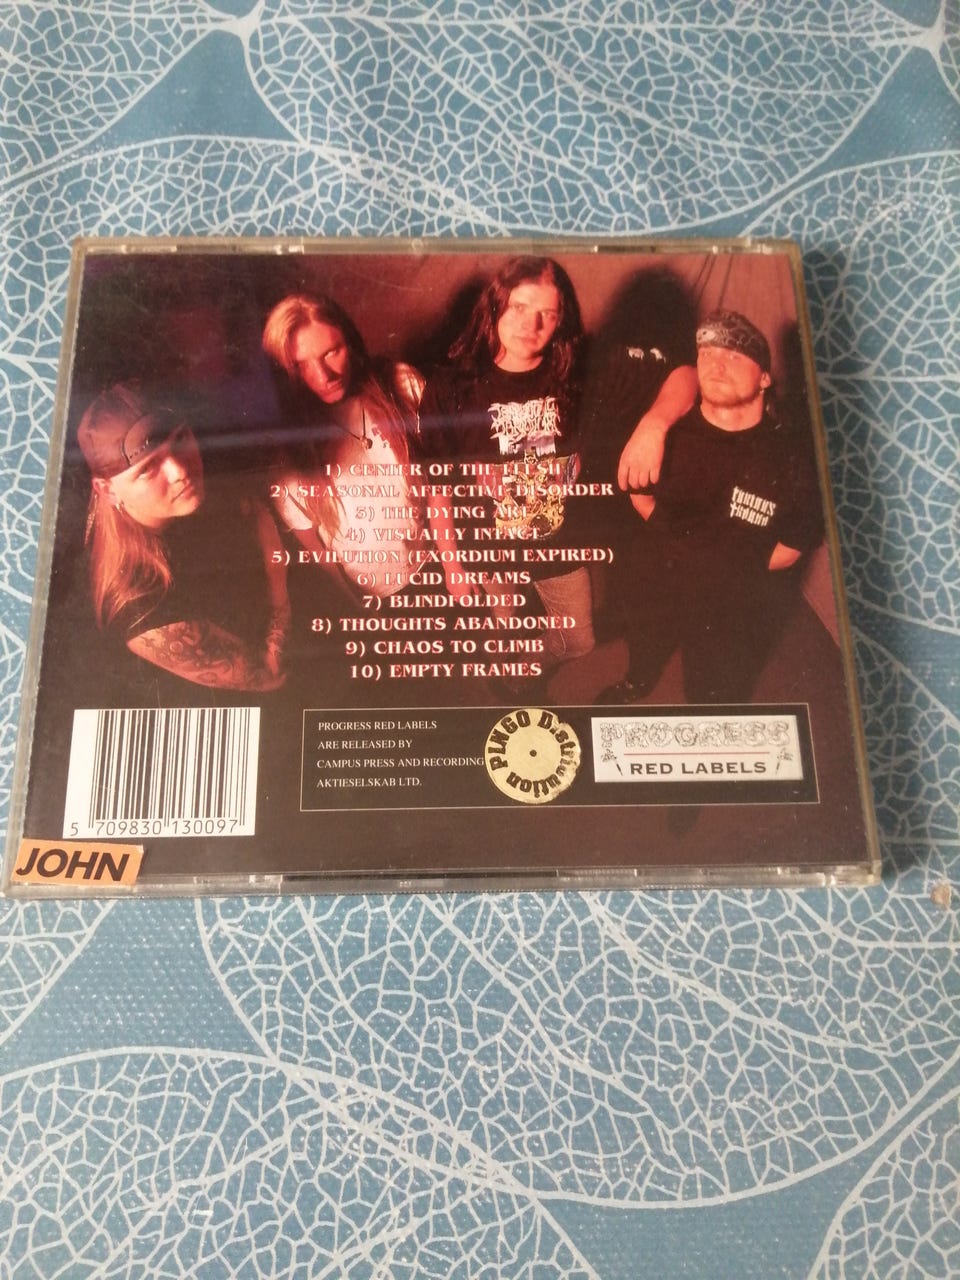 1) CENTER OF THE FLESH
2) SEASONAL AFFECTIVE DISORDER
3) THE DYING ART
4) VISUALLY INTACT
5) EVILUTION (EXORDIUM EXPIRED)
6) LUCID DREAMS
7) BLINDFOLDED
8) THOUGHTS ABANDONED
9) CHAOS TO CLIMB
10) EMPTY FRAMES
PROGRESS RED LABELS
ARE RELEASED BY
CAMPUS PRESS AND RECORDING
AKTIESELSKAB LTD.
PINGO Distribution
PROGRESS
RED LABELS
5 709830 130097
JOHN